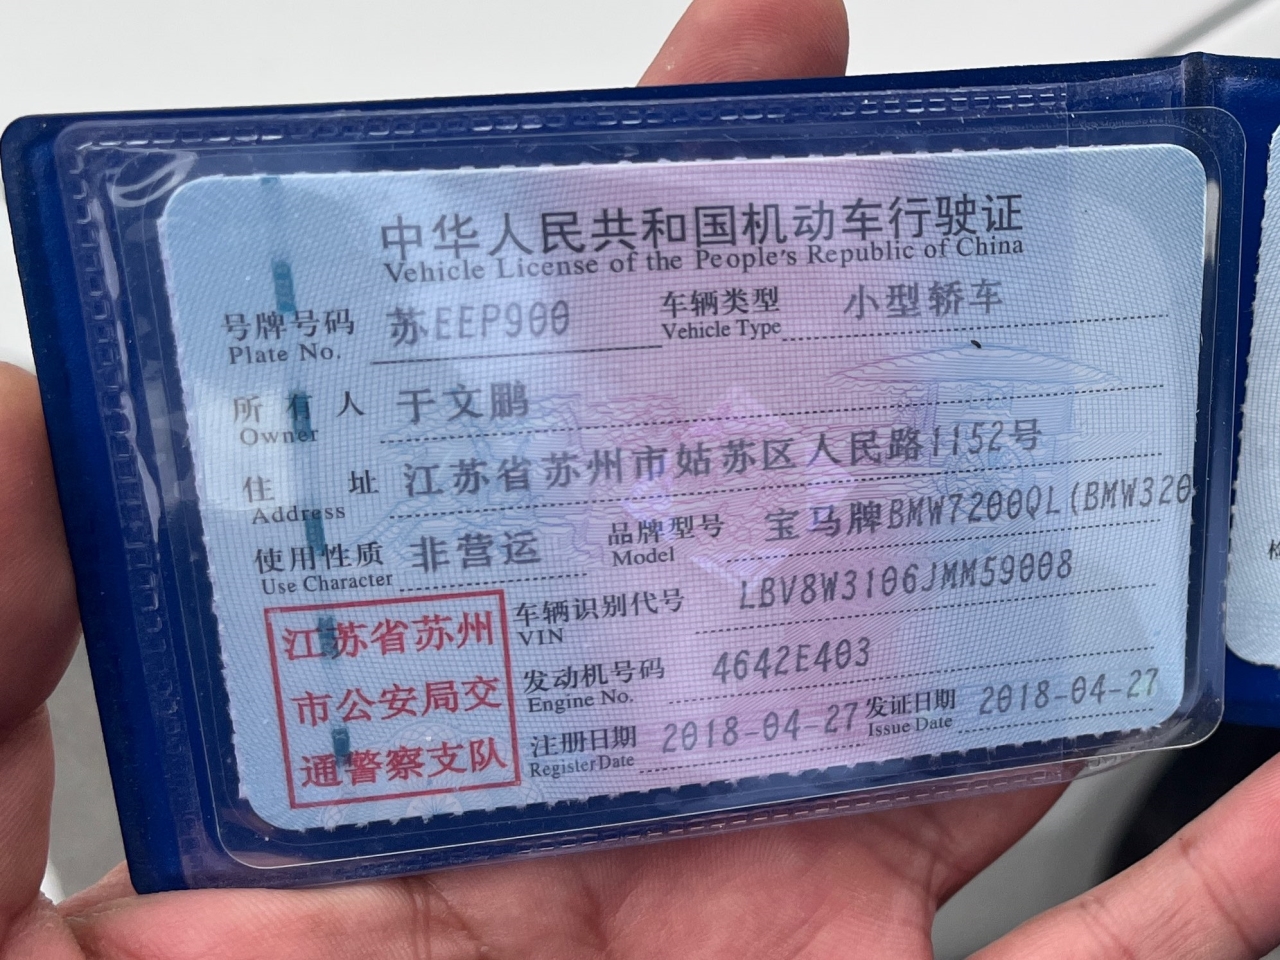 中华人民共和国机动车行驶证
Vehicle License of the People's Republic of China
号牌号码 苏EEP900 车辆类型 小型轿车
Plate No. Vehicle Type
所有人 于文鹏
Owner
住址 江苏省苏州市姑苏区人民路1152号
Address
使用性质 非营运 品牌型号 宝马牌BMW7200QL(BMW320
Use Character Model
车辆识别代号 LBV8W3106JMM59008
VIN
发动机号码 4642E403
Engine No.
注册日期 2018-04-27 发证日期 2018-04-27
Register Date Issue Date
江苏省苏州
市公安局交
通警察支队